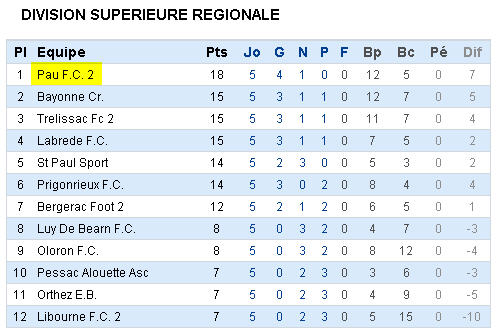 DIVISION SUPERIEURE REGIONALE
Pl Equipe Pts Jo G N P F Bp Bc Pé Dif
1 Pau F.C. 2 18 5 4 1 0 0 12 5 0 7
2 Bayonne Cr. 15 5 3 1 1 0 12 7 0 5
3 Trelissac Fc 2 15 5 3 1 1 0 11 7 0 4
4 Labrede F.C. 15 5 3 1 1 0 7 5 0 2
5 St Paul Sport 14 5 2 3 0 0 5 3 0 2
6 Prigonrieux F.C. 14 5 3 0 2 0 8 4 0 4
7 Bergerac Foot 2 12 5 2 1 2 0 6 5 0 1
8 Luy De Bearn F.C. 8 5 0 3 2 0 4 7 0 -3
9 Oloron F.C. 8 5 0 3 2 0 8 12 0 -4
10 Pessac Alouette Asc 7 5 0 2 3 0 3 6 0 -3
11 Orthez E.B. 7 5 0 2 3 0 4 9 0 -5
12 Libourne F.C. 2 7 5 0 2 3 0 5 15 0 -10